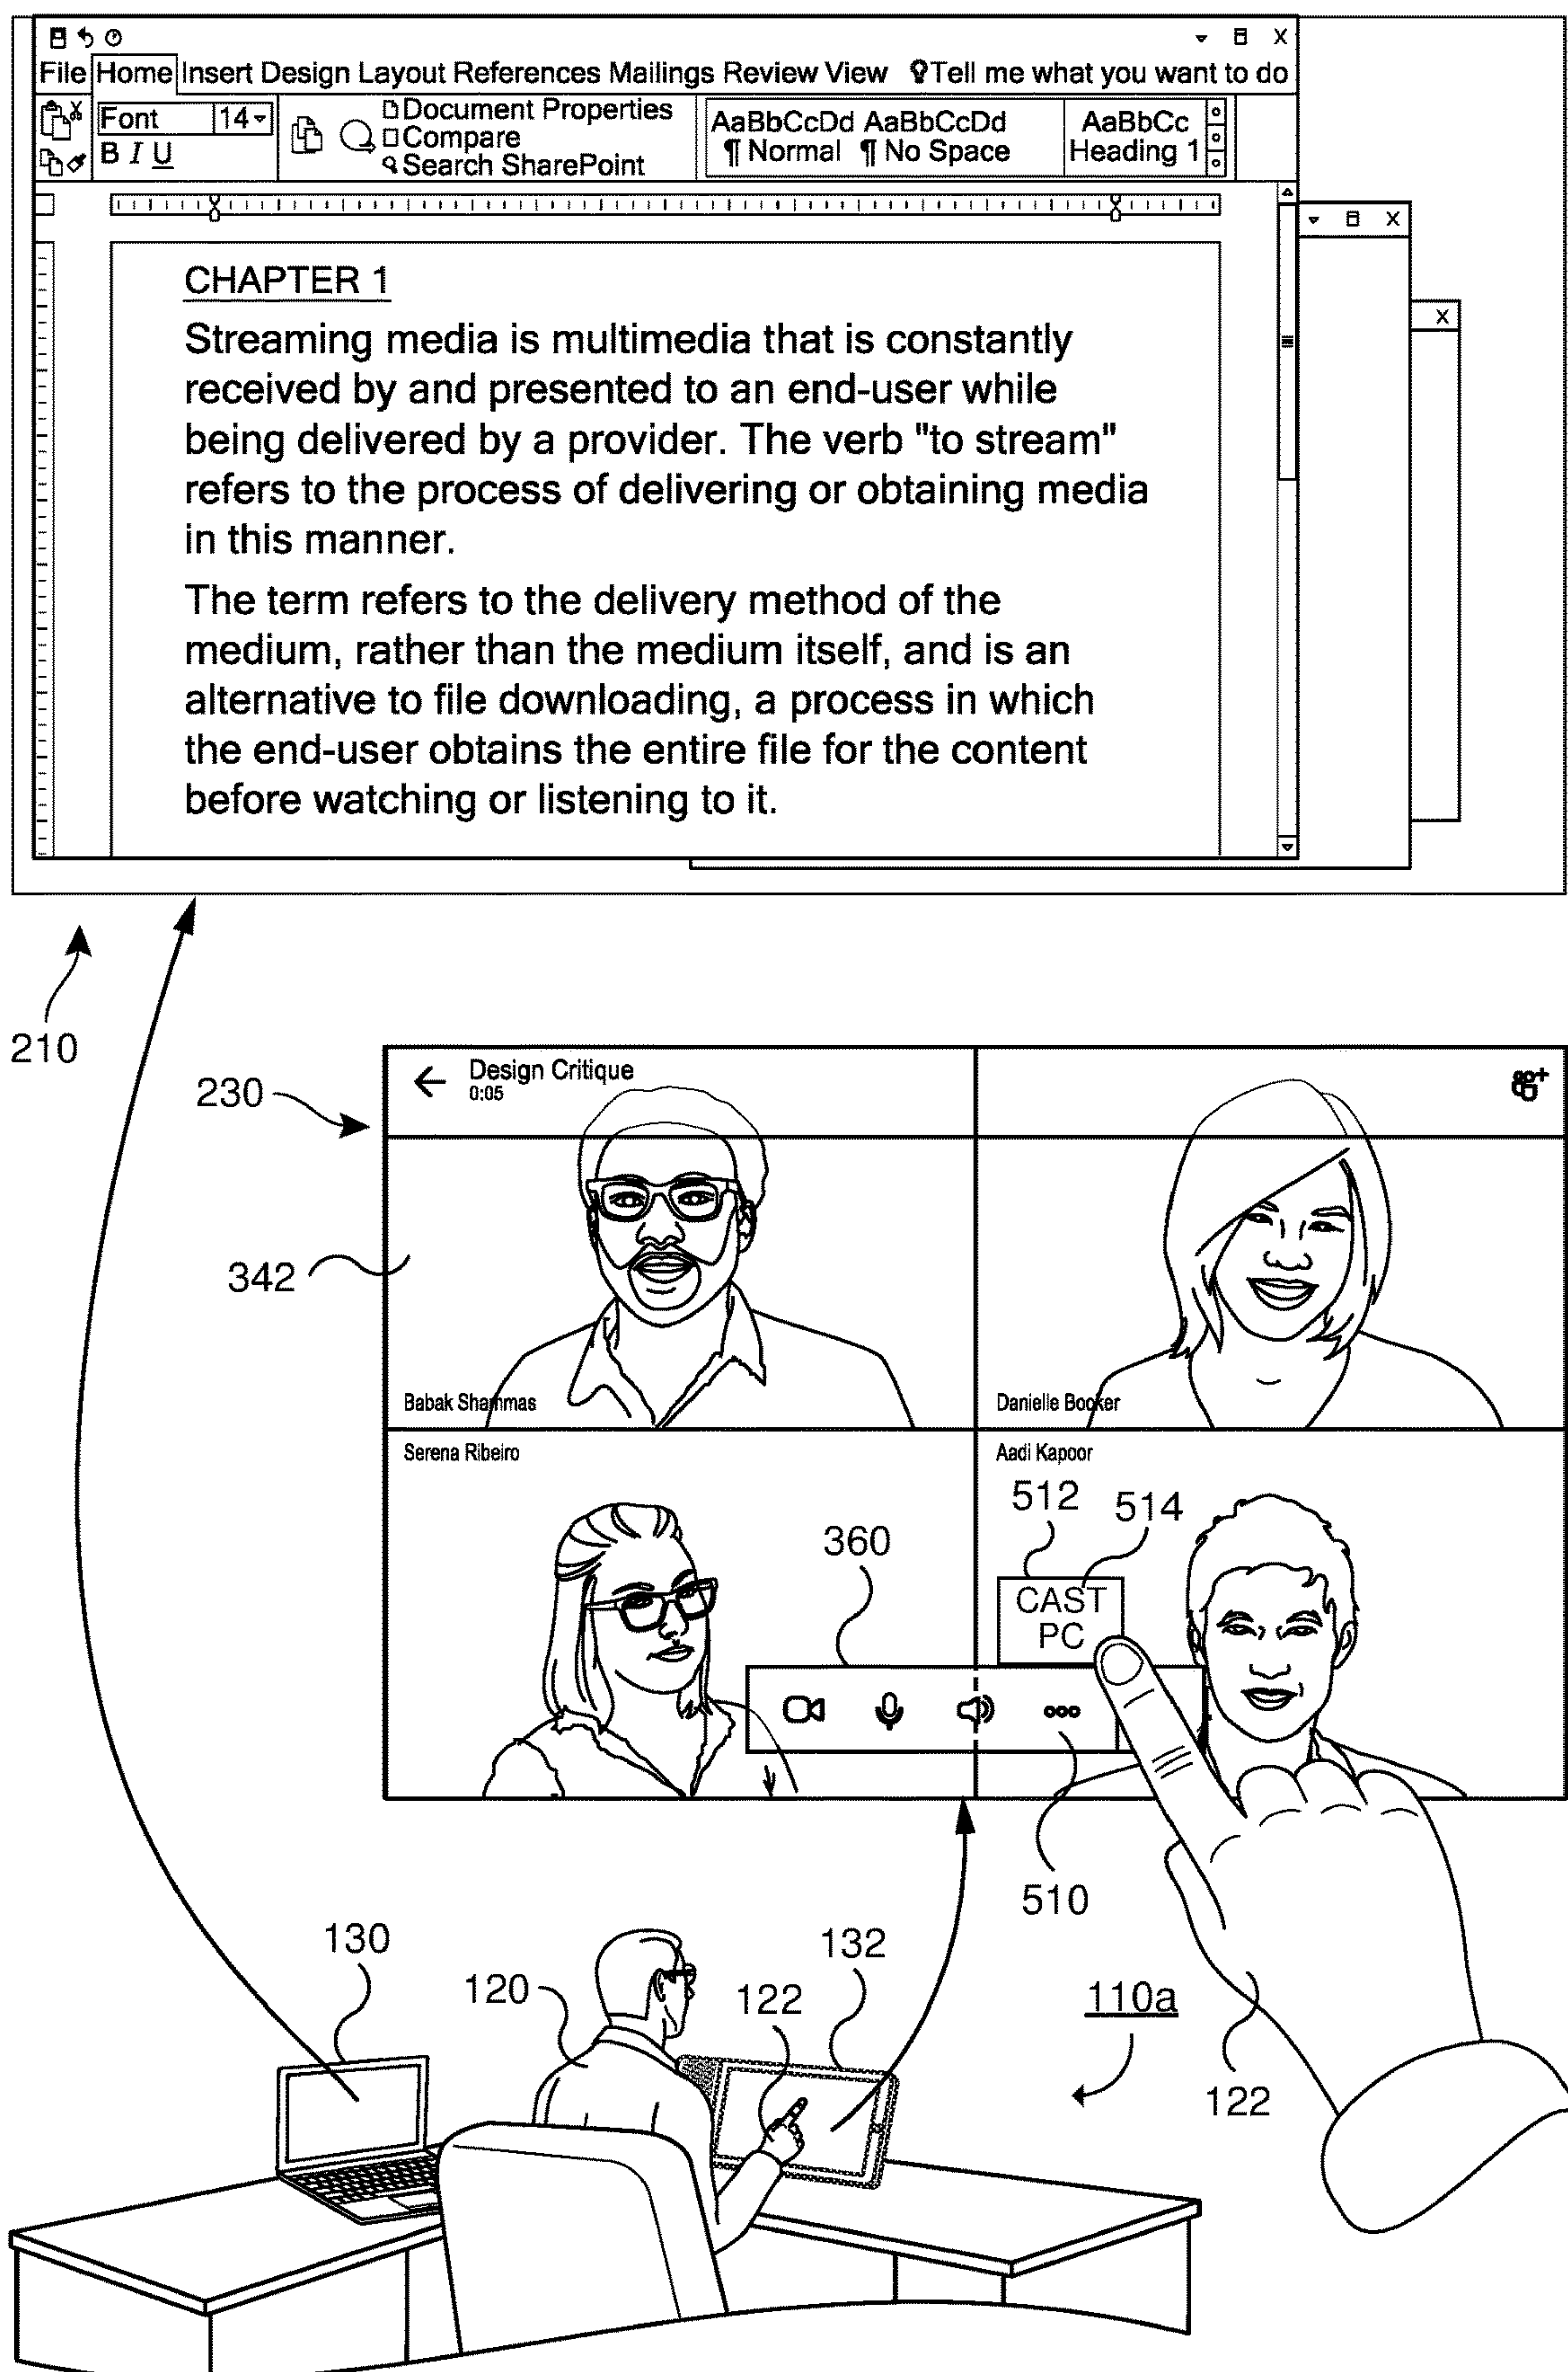 File Home Insert Design Layout References Mailings Review View Tell me what you want to do
Font 14
B I U
Document Properties
Compare
Search SharePoint
AaBbCcDd AaBbCcDd AaBbCc
¶ Normal ¶ No Space Heading 1
CHAPTER 1
Streaming media is multimedia that is constantly
received by and presented to an end-user while
being delivered by a provider. The verb "to stream"
refers to the process of delivering or obtaining media
in this manner.
The term refers to the delivery method of the
medium, rather than the medium itself, and is an
alternative to file downloading, a process in which
the end-user obtains the entire file for the content
before watching or listening to it.
210
230
Design Critique
0:05
342
Babak Shammas
Danielle Booker
Serena Ribeiro
Aadi Kapoor
512
514
360
CAST
PC
510
130
120
122
132
110a
122